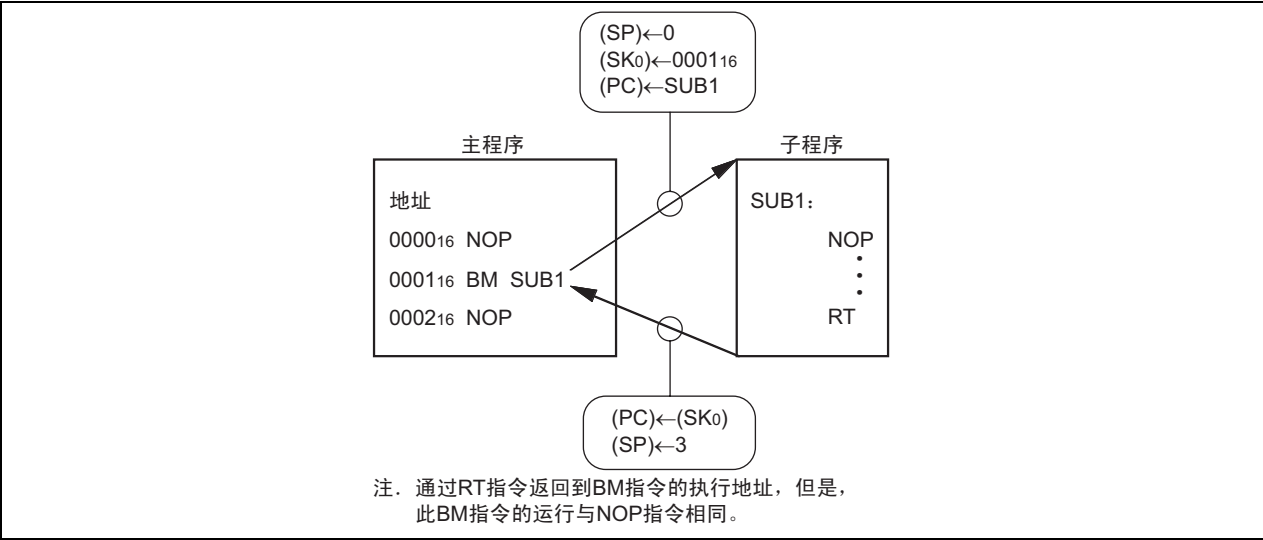 (SP)←0
(SK0)←000116
(PC)←SUB1
主程序
子程序
地址
000016 NOP
000116 BM SUB1
000216 NOP
SUB1：
NOP
•
•
•
RT
(PC)←(SK0)
(SP)←3
注．通过RT指令返回到BM指令的执行地址，但是，
此BM指令的运行与NOP指令相同。